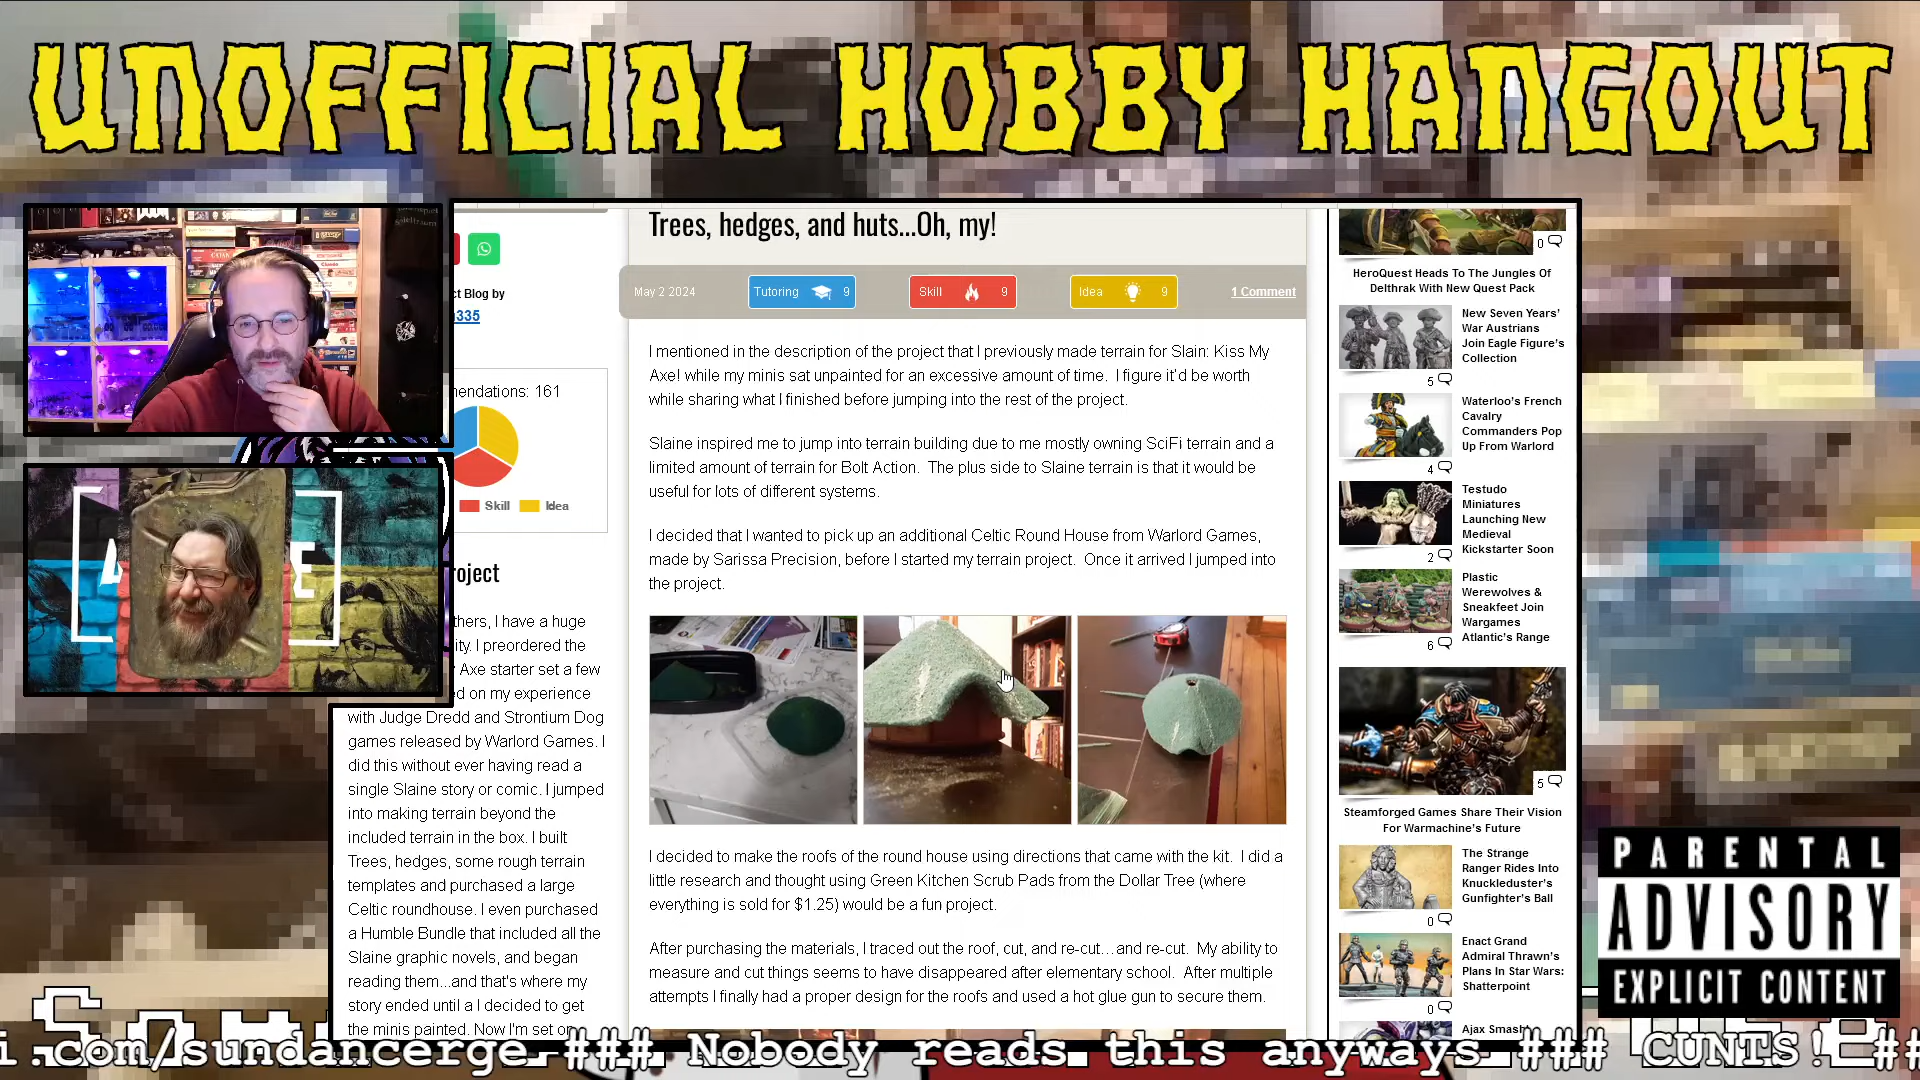 UNOFFICIAL HOBBY HANGOUT
Trees, hedges, and huts...Oh, my!
May 2 2024
Tutoring 9
Skill 9
Idea 9
1 Comment
ct Blog by
335
endations: 161
Skill
Idea
roject
thers, I have a huge
ity. I preordered the
Axe starter set a few
ed on my experience
with Judge Dredd and Strontium Dog
games released by Warlord Games. I
did this without ever having read a
single Slaine story or comic. I jumped
into making terrain beyond the
included terrain in the box. I built
Trees, hedges, some rough terrain
templates and purchased a large
Celtic roundhouse. I even purchased
a Humble Bundle that included all the
Slaine graphic novels, and began
reading them...and that's where my
story ended until a I decided to get
the minis painted. Now I'm set on
I mentioned in the description of the project that I previously made terrain for Slain: Kiss My
Axe! while my minis sat unpainted for an excessive amount of time. I figure it'd be worth
while sharing what I finished before jumping into the rest of the project.
Slaine inspired me to jump into terrain building due to me mostly owning SciFi terrain and a
limited amount of terrain for Bolt Action. The plus side to Slaine terrain is that it would be
useful for lots of different systems.
I decided that I wanted to pick up an additional Celtic Round House from Warlord Games,
made by Sarissa Precision, before I started my terrain project. Once it arrived I jumped into
the project.
I decided to make the roofs of the round house using directions that came with the kit. I did a
little research and thought using Green Kitchen Scrub Pads from the Dollar Tree (where
everything is sold for $1.25) would be a fun project.
After purchasing the materials, I traced out the roof, cut, and re-cut...and re-cut. My ability to
measure and cut things seems to have disappeared after elementary school. After multiple
attempts I finally had a proper design for the roofs and used a hot glue gun to secure them.
0
HeroQuest Heads To The Jungles Of
Delthrak With New Quest Pack
New Seven Years'
War Austrians
Join Eagle Figure's
Collection
5
Waterloo's French
Cavalry
Commanders Pop
Up From Warlord
4
Testudo
Miniatures
Launching New
Medieval
Kickstarter Soon
2
Plastic
Werewolves &
Sneakfeet Join
Wargames
Atlantic's Range
6
5
Steamforged Games Share Their Vision
For Warmachine's Future
The Strange
Ranger Rides Into
Knuckleduster's
Gunfighter's Ball
0
Enact Grand
Admiral Thrawn's
Plans In Star Wars:
Shatterpoint
0
Ajax Smash
PARENTAL
ADVISORY
EXPLICIT CONTENT
i.com/sundancerge ### Nobody reads this anyways ### CUNTS! ##